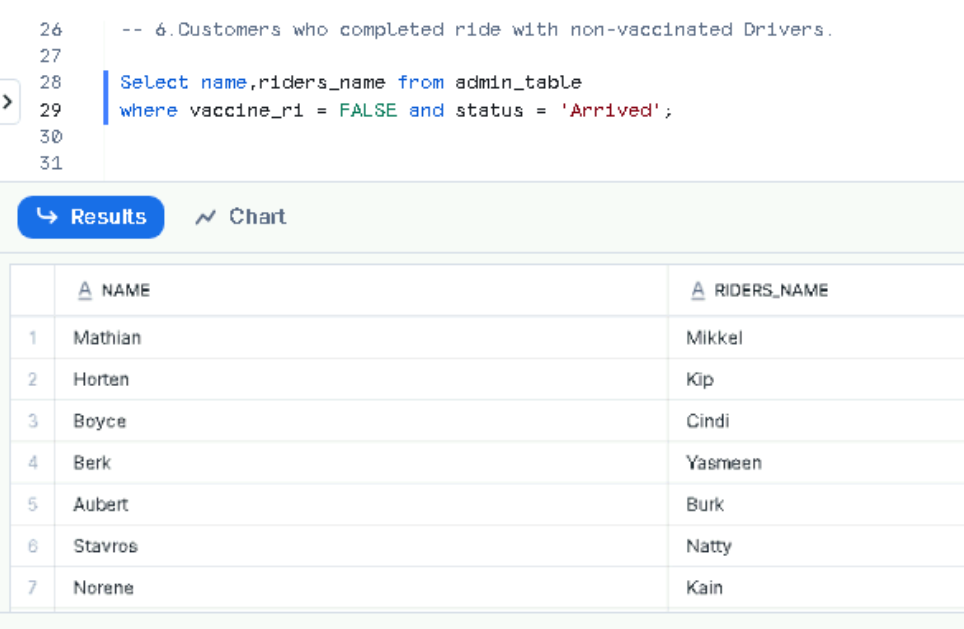 26 -- 6.Customers who completed ride with non-vaccinated Drivers.
27
28 Select name,riders_name from admin_table
29 where vaccine_ri = FALSE and status = 'Arrived';
30
31
Results Chart
A NAME A RIDERS_NAME
1 Mathian Mikkel
2 Horten Kip
3 Boyce Cindi
4 Berk Yasmeen
5 Aubert Burk
6 Stavros Natty
7 Norene Kain